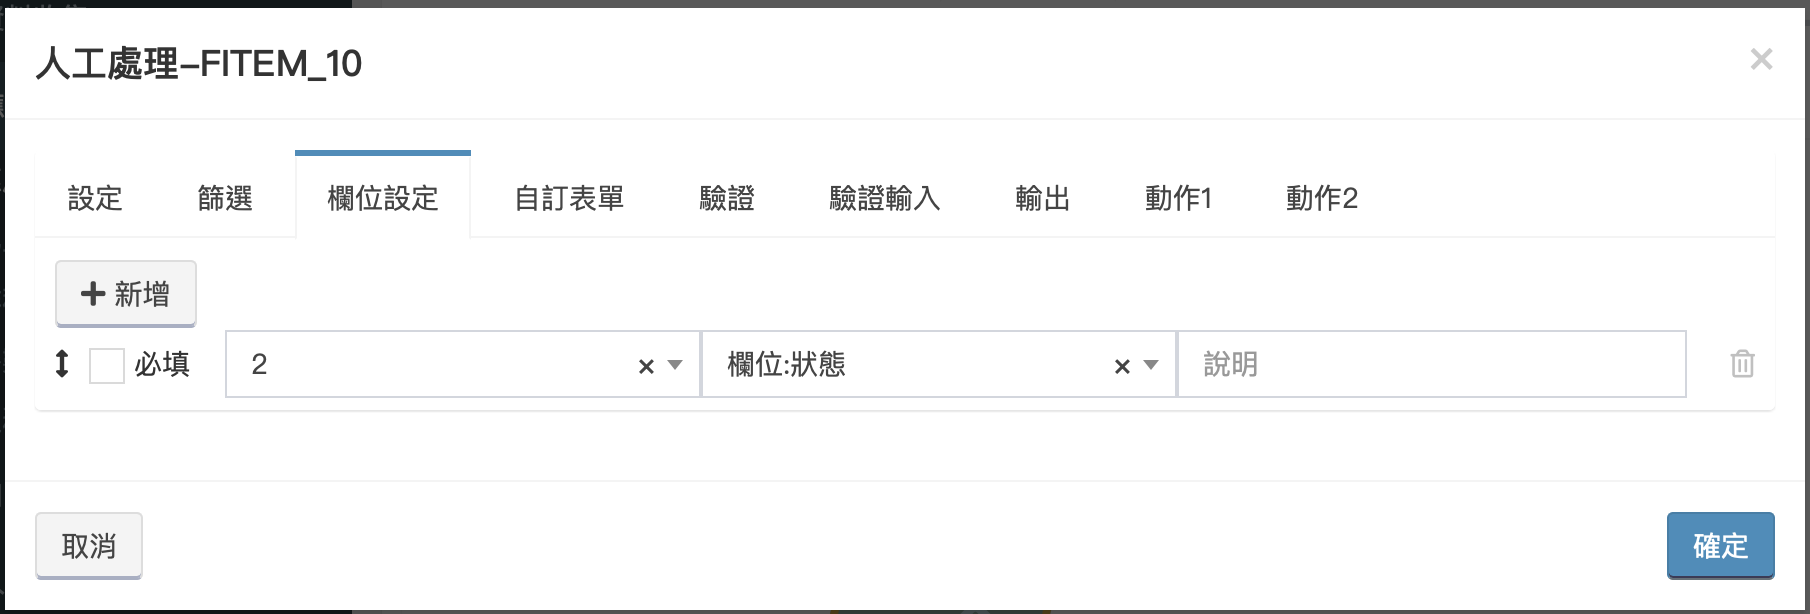 人工處理-FITEM_10
設定 篩選 欄位設定 自訂表單 驗證 驗證輸入 輸出 動作1 動作2
新增
必填 2 欄位:狀態 說明
取消 確定